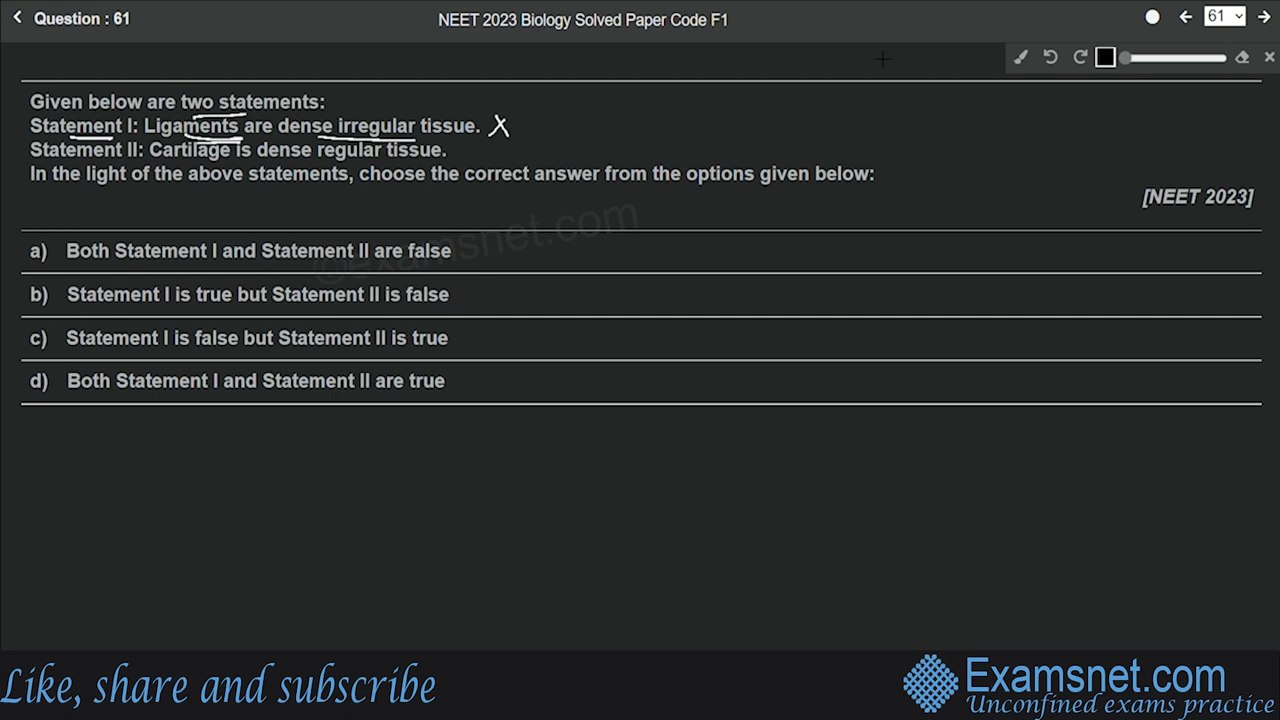 Question : 61
NEET 2023 Biology Solved Paper Code F1
61
Given below are two statements:
Statement I: Ligaments are dense irregular tissue. X
Statement II: Cartilage is dense regular tissue.
In the light of the above statements, choose the correct answer from the options given below:
[NEET 2023]
©examsnet.com
a) Both Statement I and Statement II are false
b) Statement I is true but Statement II is false
c) Statement I is false but Statement II is true
d) Both Statement I and Statement II are true
Like, share and subscribe
Examsnet.com
Unconfined exams practice